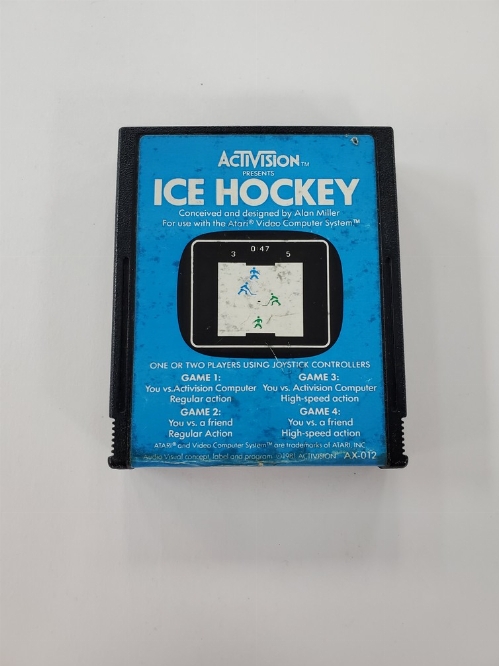 ACTIVISION™
PRESENTS
ICE HOCKEY
Conceived and designed by Alan Miller
For use with the Atari® Video Computer System™
0:47
3 5
ONE OR TWO PLAYERS USING JOYSTICK CONTROLLERS
GAME 1: GAME 3:
You vs. Activision Computer You vs. Activision Computer
Regular action High-speed action
GAME 2: GAME 4:
You vs. a friend You vs. a friend
Regular Action High-speed action
ATARI® and Video Computer System™ are trademarks of ATARI, INC.
Audio Visual concept, label and program ©1981 ACTIVISION™ AX-012